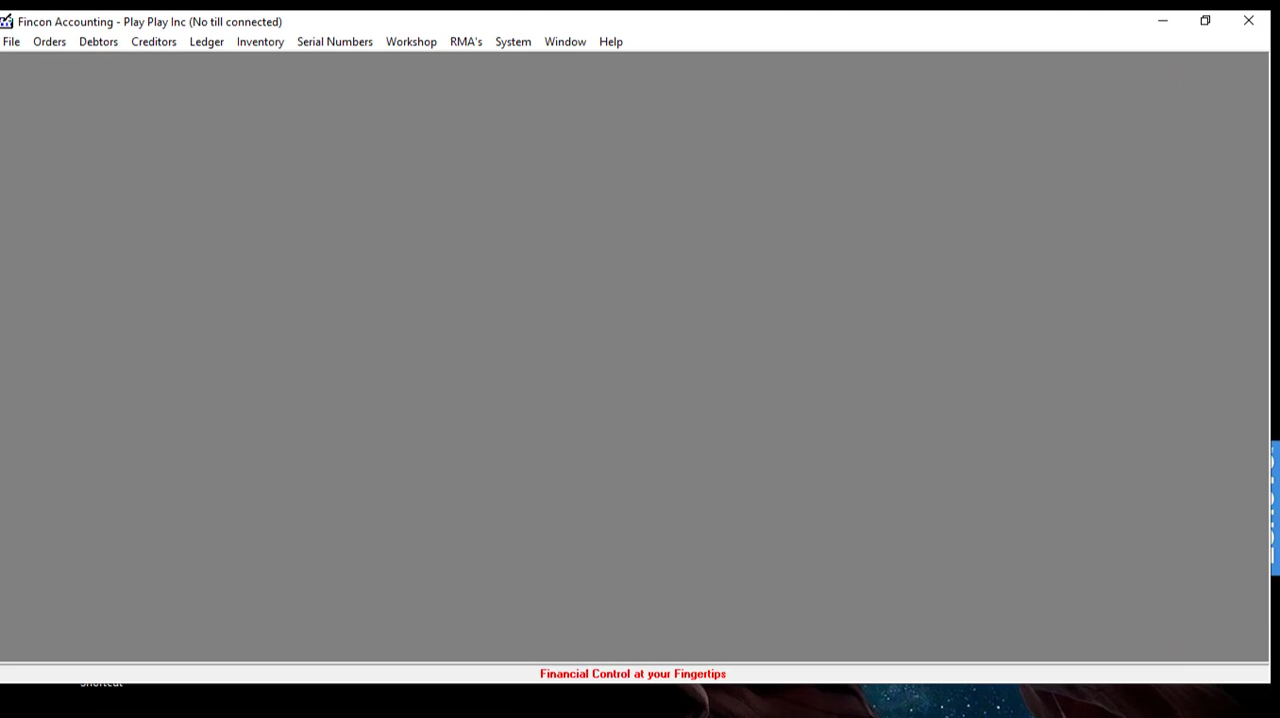 Fincon Accounting - Play Play Inc (No till connected)
File Orders Debtors Creditors Ledger Inventory Serial Numbers Workshop RMA's System Window Help
Financial Control at your Fingertips